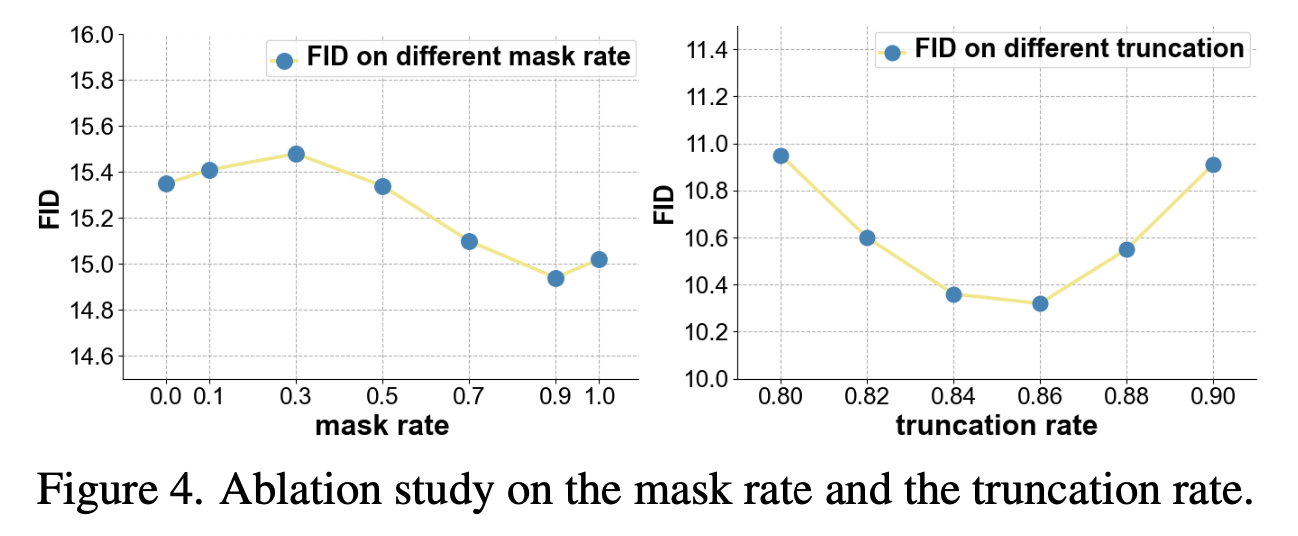 FID on different mask rate
16.0
15.8
15.6
15.4
15.2
15.0
14.8
14.6
FID
0.0 0.1 0.3 0.5 0.7 0.9 1.0
mask rate
FID on different truncation
11.4
11.2
11.0
10.8
10.6
10.4
10.2
10.0
FID
0.80 0.82 0.84 0.86 0.88 0.90
truncation rate
Figure 4. Ablation study on the mask rate and the truncation rate.